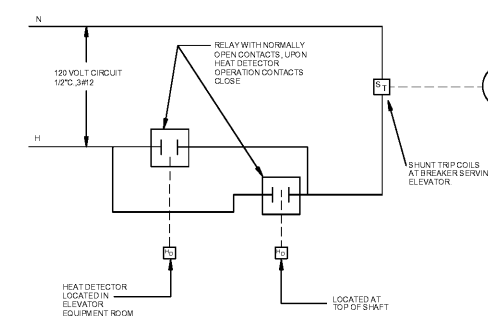 N
RELAY WITH NORMALLY
OPEN CONTACTS, UPON
HEAT DETECTOR
OPERATION CONTACTS
CLOSE
120 VOLT CIRCUIT
1/2"C ,3#12
ST
H
SHUNT TRIP COILS
AT BREAKER SERVIN
ELEVATOR.
HD
HD
HEAT DETECTOR
LOCATED IN
ELEVATOR
EQUIPMENT ROOM
LOCATED AT
TOP OF SHAFT